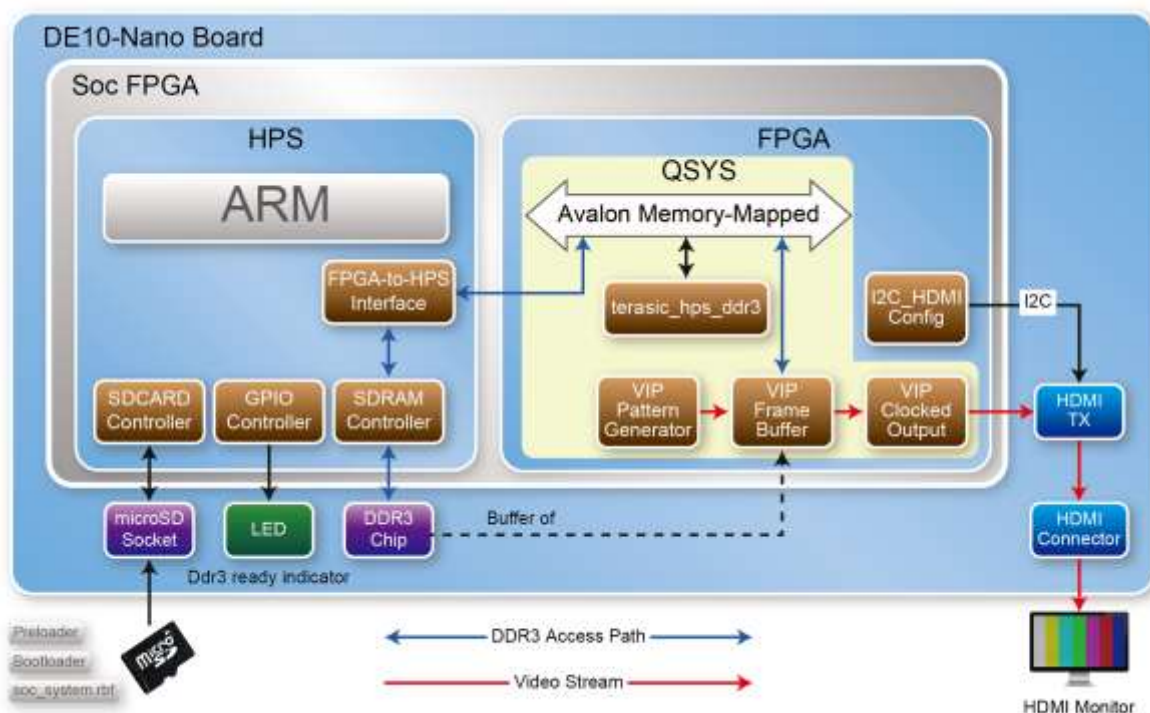 DE10-Nano Board
Soc FPGA
HPS
ARM
FPGA-to-HPS
Interface
SDCARD
Controller
GPIO
Controller
SDRAM
Controller
FPGA
QSYS
Avalon Memory-Mapped
terasic_hps_ddr3
I2C_HDMI
Config
I2C
VIP
Pattern
Generator
VIP
Frame
Buffer
VIP
Clocked
Output
HDMI
TX
microSD
Socket
LED
DDR3
Chip
Buffer of
HDMI
Connector
Ddr3 ready indicator
Preloader
Bootloader
soc_system.rbf
micro
SD
DDR3 Access Path
Video Stream
HDMI Monitor